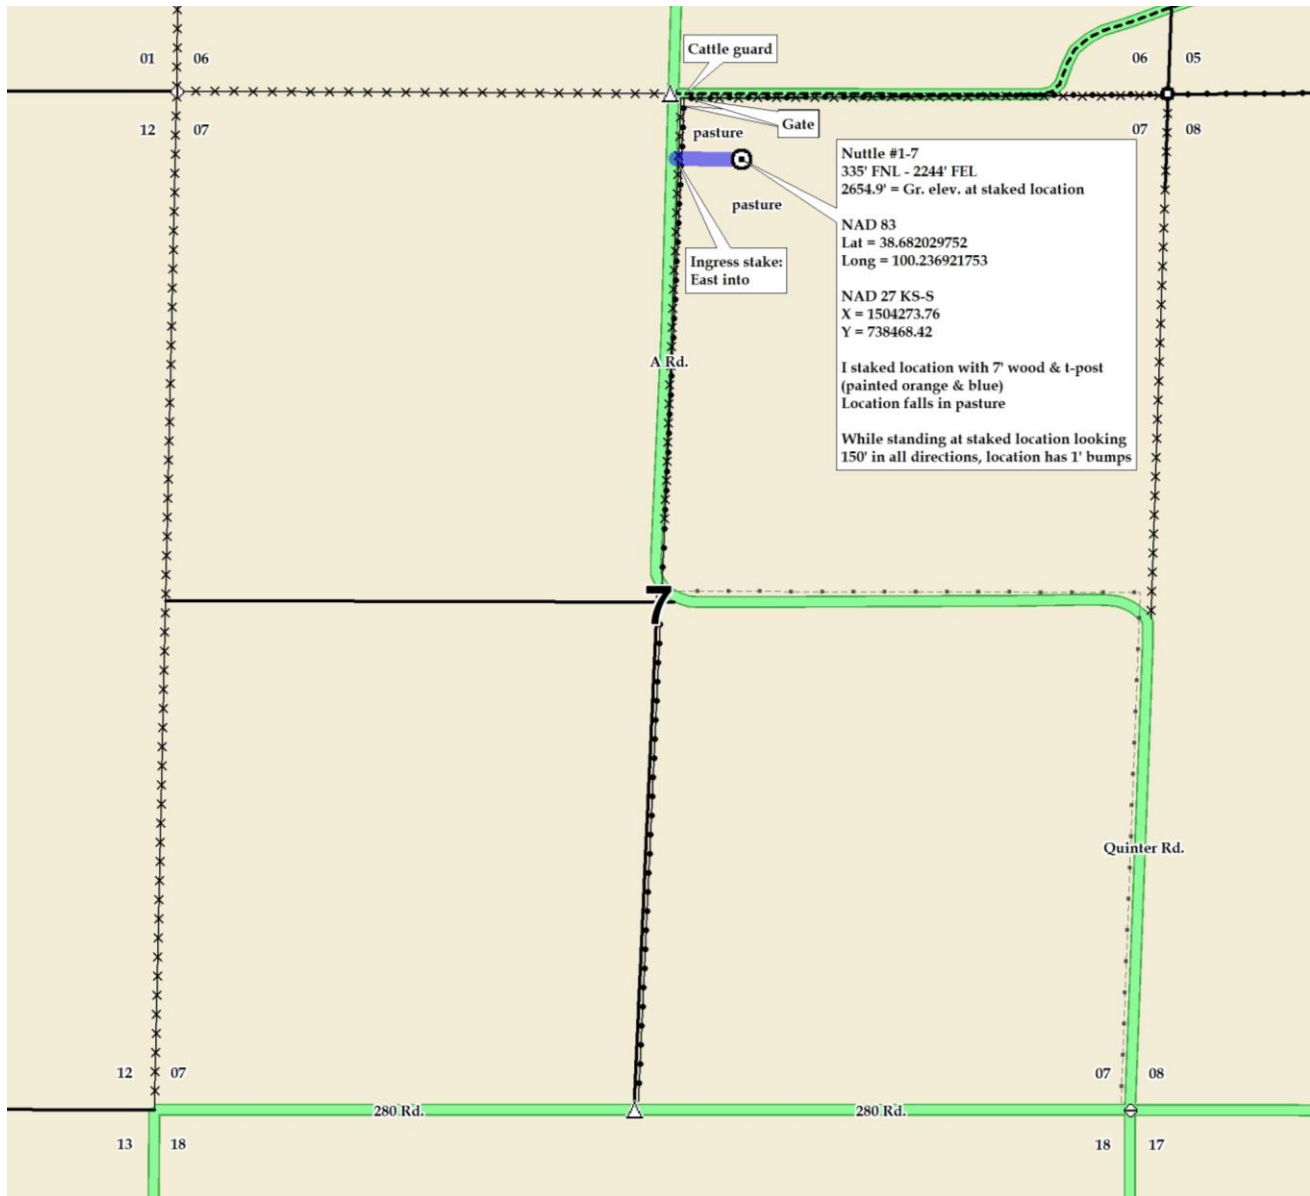 01 06
Cattle guard
06 05
12 07
Gate
07 08
pasture
Nuttle #1-7
335' FNL - 2244' FEL
2654.9' = Gr. elev. at staked location
pasture
NAD 83
Lat = 38.682029752
Long = 100.236921753
Ingress stake:
East into
NAD 27 KS-S
X = 1504273.76
Y = 738468.42
A Rd.
I staked location with 7' wood & t-post
(painted orange & blue)
Location falls in pasture
While standing at staked location looking
150' in all directions, location has 1' bumps
7
Quinter Rd.
12 07
07 08
280 Rd.
280 Rd.
13 18
18 17